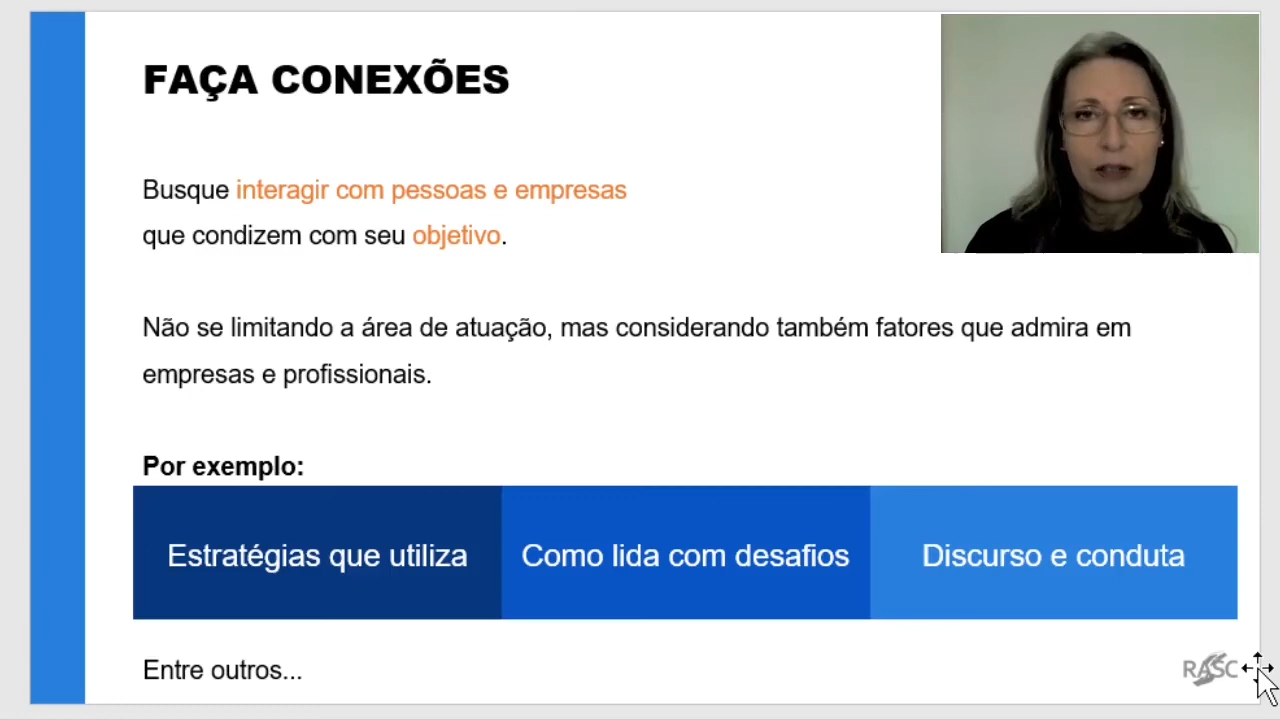 FAÇA CONEXÕES
Busque interagir com pessoas e empresas
que condizem com seu objetivo.
Não se limitando a área de atuação, mas considerando também fatores que admira em
empresas e profissionais.
Por exemplo:
Estratégias que utiliza
Como lida com desafios
Discurso e conduta
Entre outros...
RASC